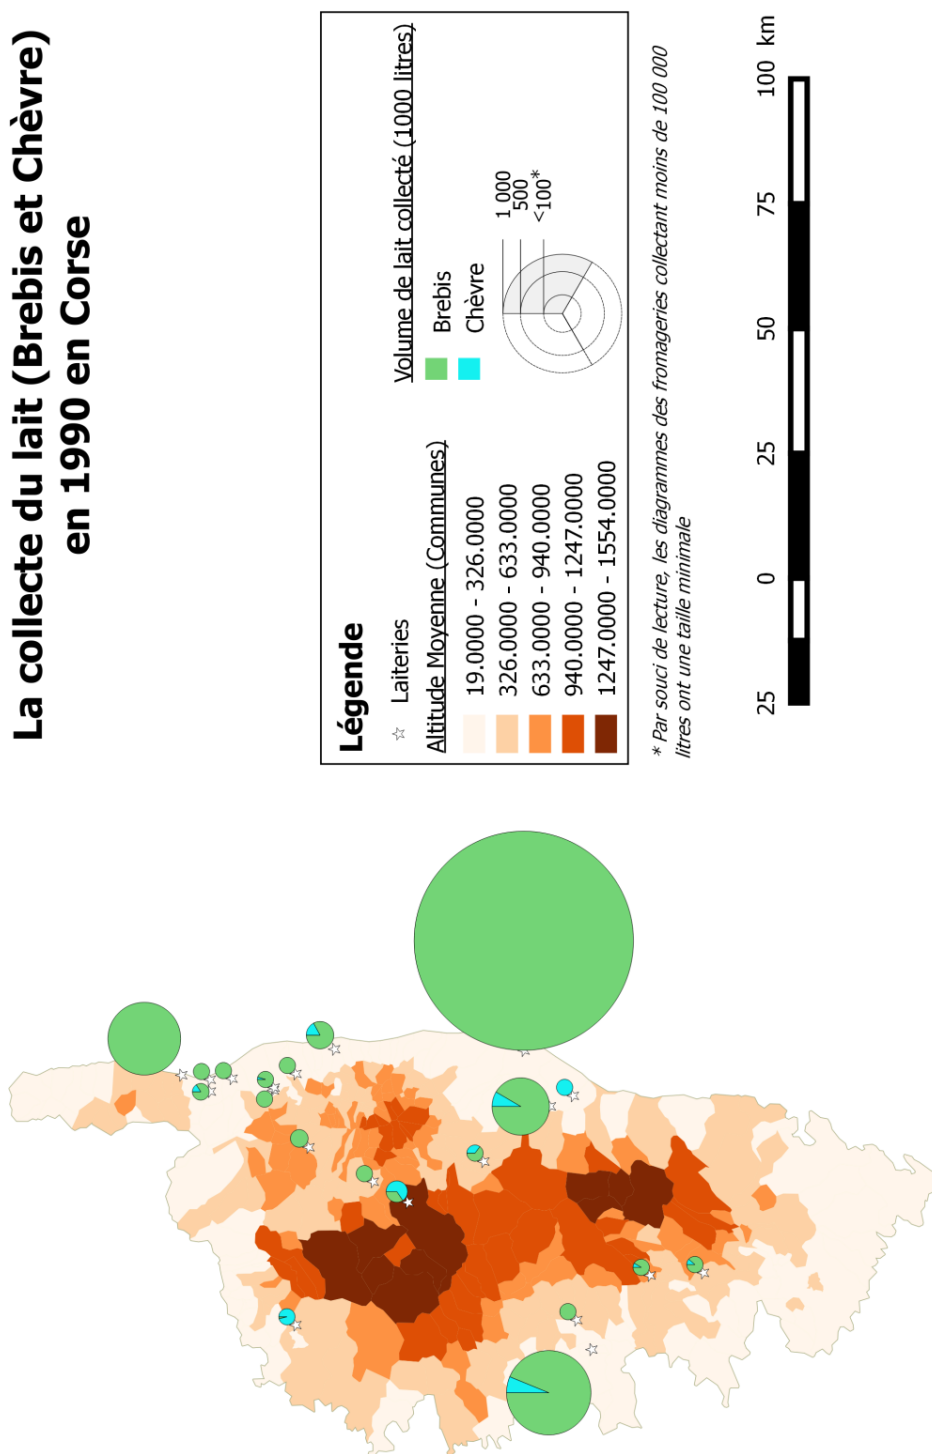 La collecte du lait (Brebis et Chèvre)
en 1990 en Corse
Légende
Laiteries
Altitude Moyenne (Communes)
19.0000 - 326.0000
326.0000 - 633.0000
633.0000 - 940.0000
940.0000 - 1247.0000
1247.0000 - 1554.0000
Volume de lait collecté (1000 litres)
Brebis
Chèvre
1 000
500
<100*
* Par souci de lecture, les diagrammes des fromageries collectant moins de 100 000
litres ont une taille minimale
25 0 25 50 75 100 km